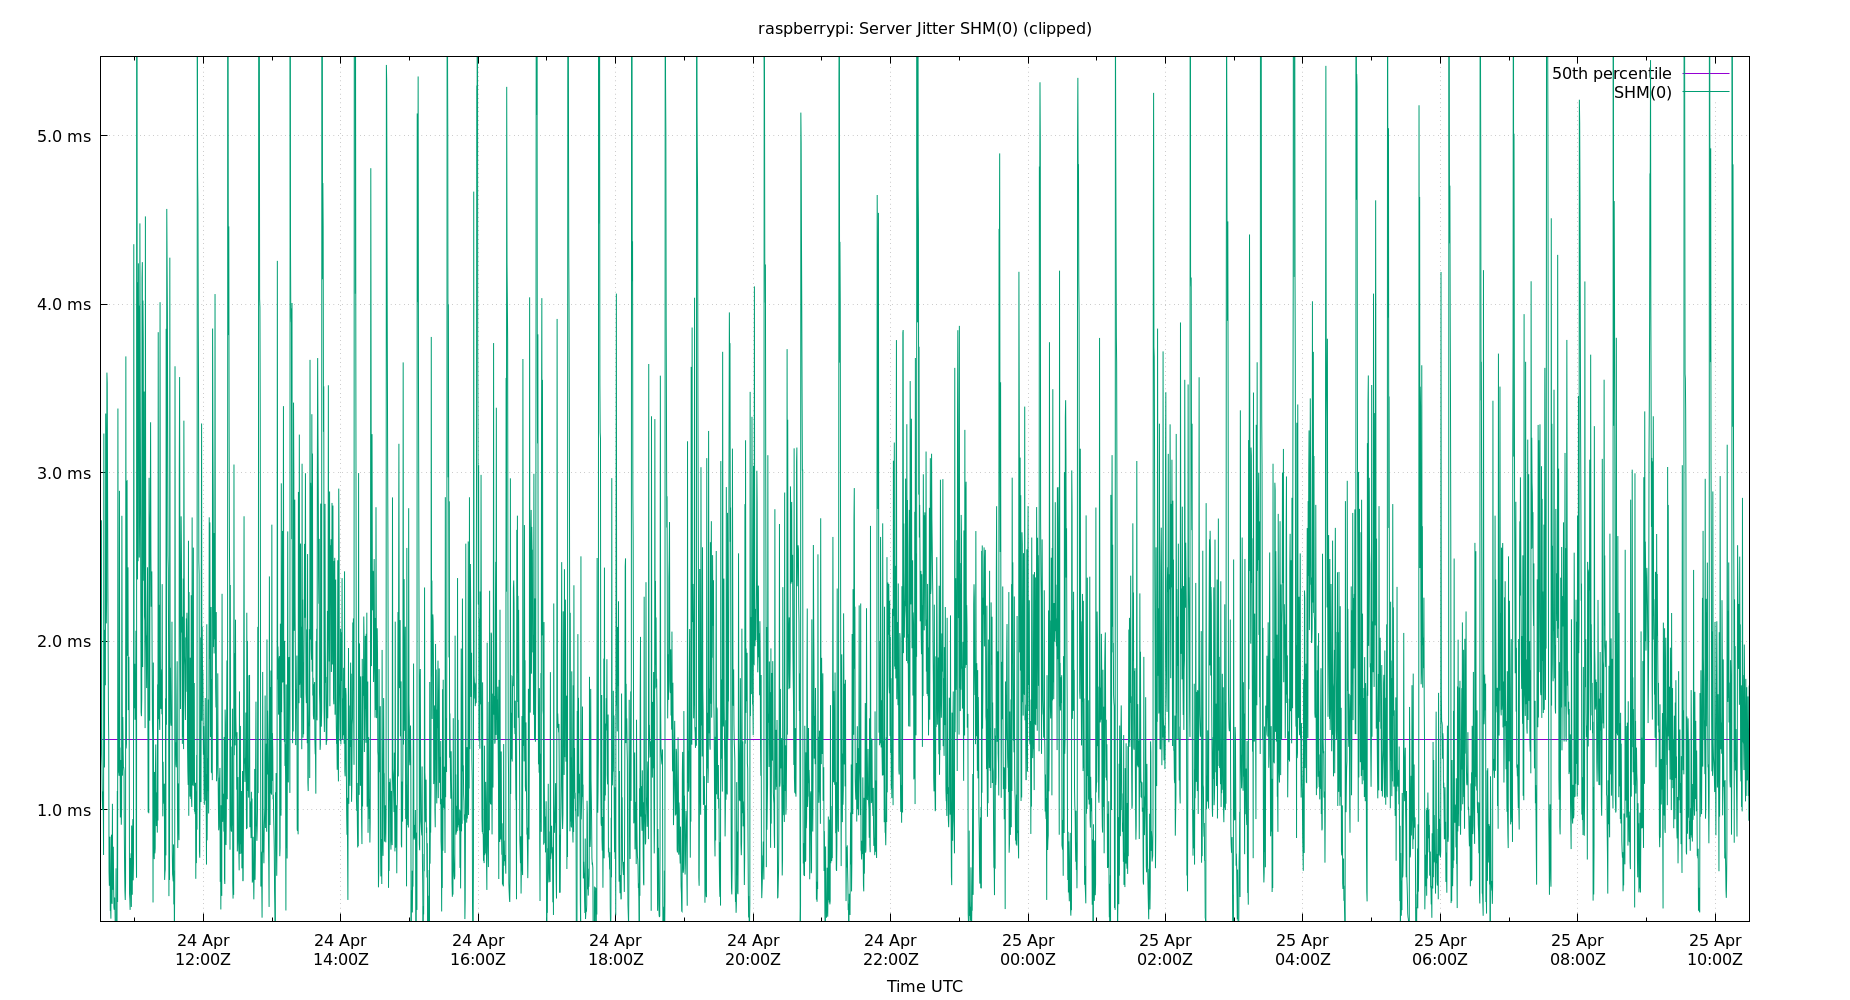 raspberrypi: Server Jitter SHM(0) (clipped)
50th percentile
SHM(0)
5.0 ms
4.0 ms
3.0 ms
2.0 ms
1.0 ms
24 Apr 24 Apr 24 Apr 24 Apr 24 Apr 24 Apr 25 Apr 25 Apr 25 Apr 25 Apr 25 Apr 25 Apr
12:00Z 14:00Z 16:00Z 18:00Z 20:00Z 22:00Z 00:00Z 02:00Z 04:00Z 06:00Z 08:00Z 10:00Z
Time UTC